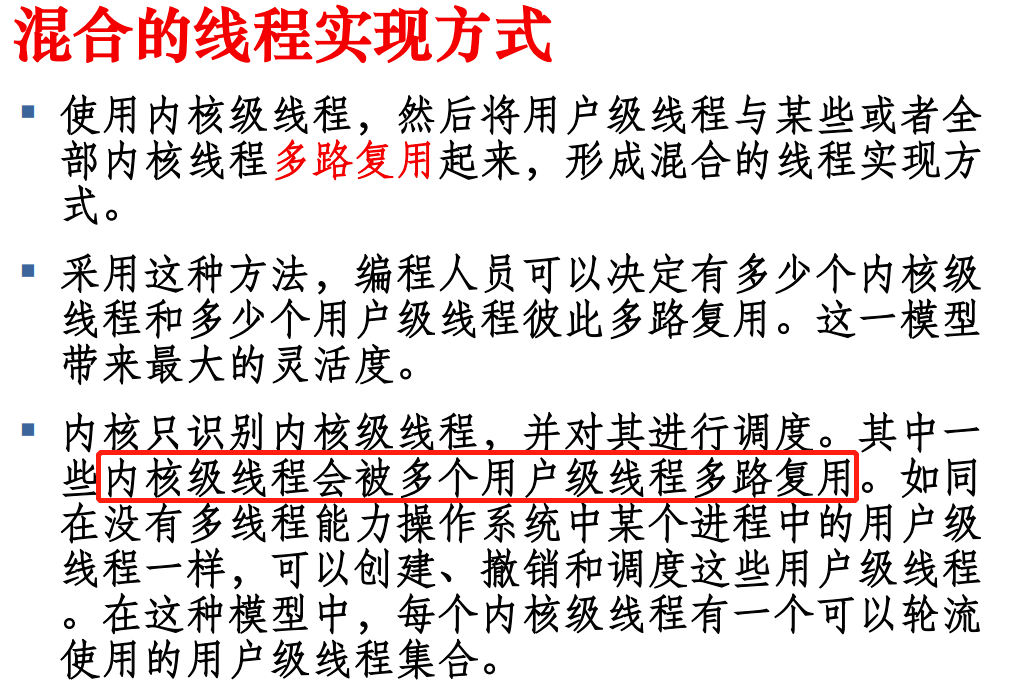 混合的线程实现方式
使用内核级线程，然后将用户级线程与某些或者全
部内核线程多路复用起来，形成混合的线程实现方
式。
采用这种方法，编程人员可以决定有多少个内核级
线程和多少个用户级线程彼此多路复用。这一模型
带来最大的灵活度。
内核只识别内核级线程，并对其进行调度。其中一
些内核级线程会被多个用户级线程多路复用。如同
在没有多线程能力操作系统中某个进程中的用户级
线程一样，可以创建、撤销和调度这些用户级线程
。在这种模型中，每个内核级线程有一个可以轮流
使用的用户级线程集合。